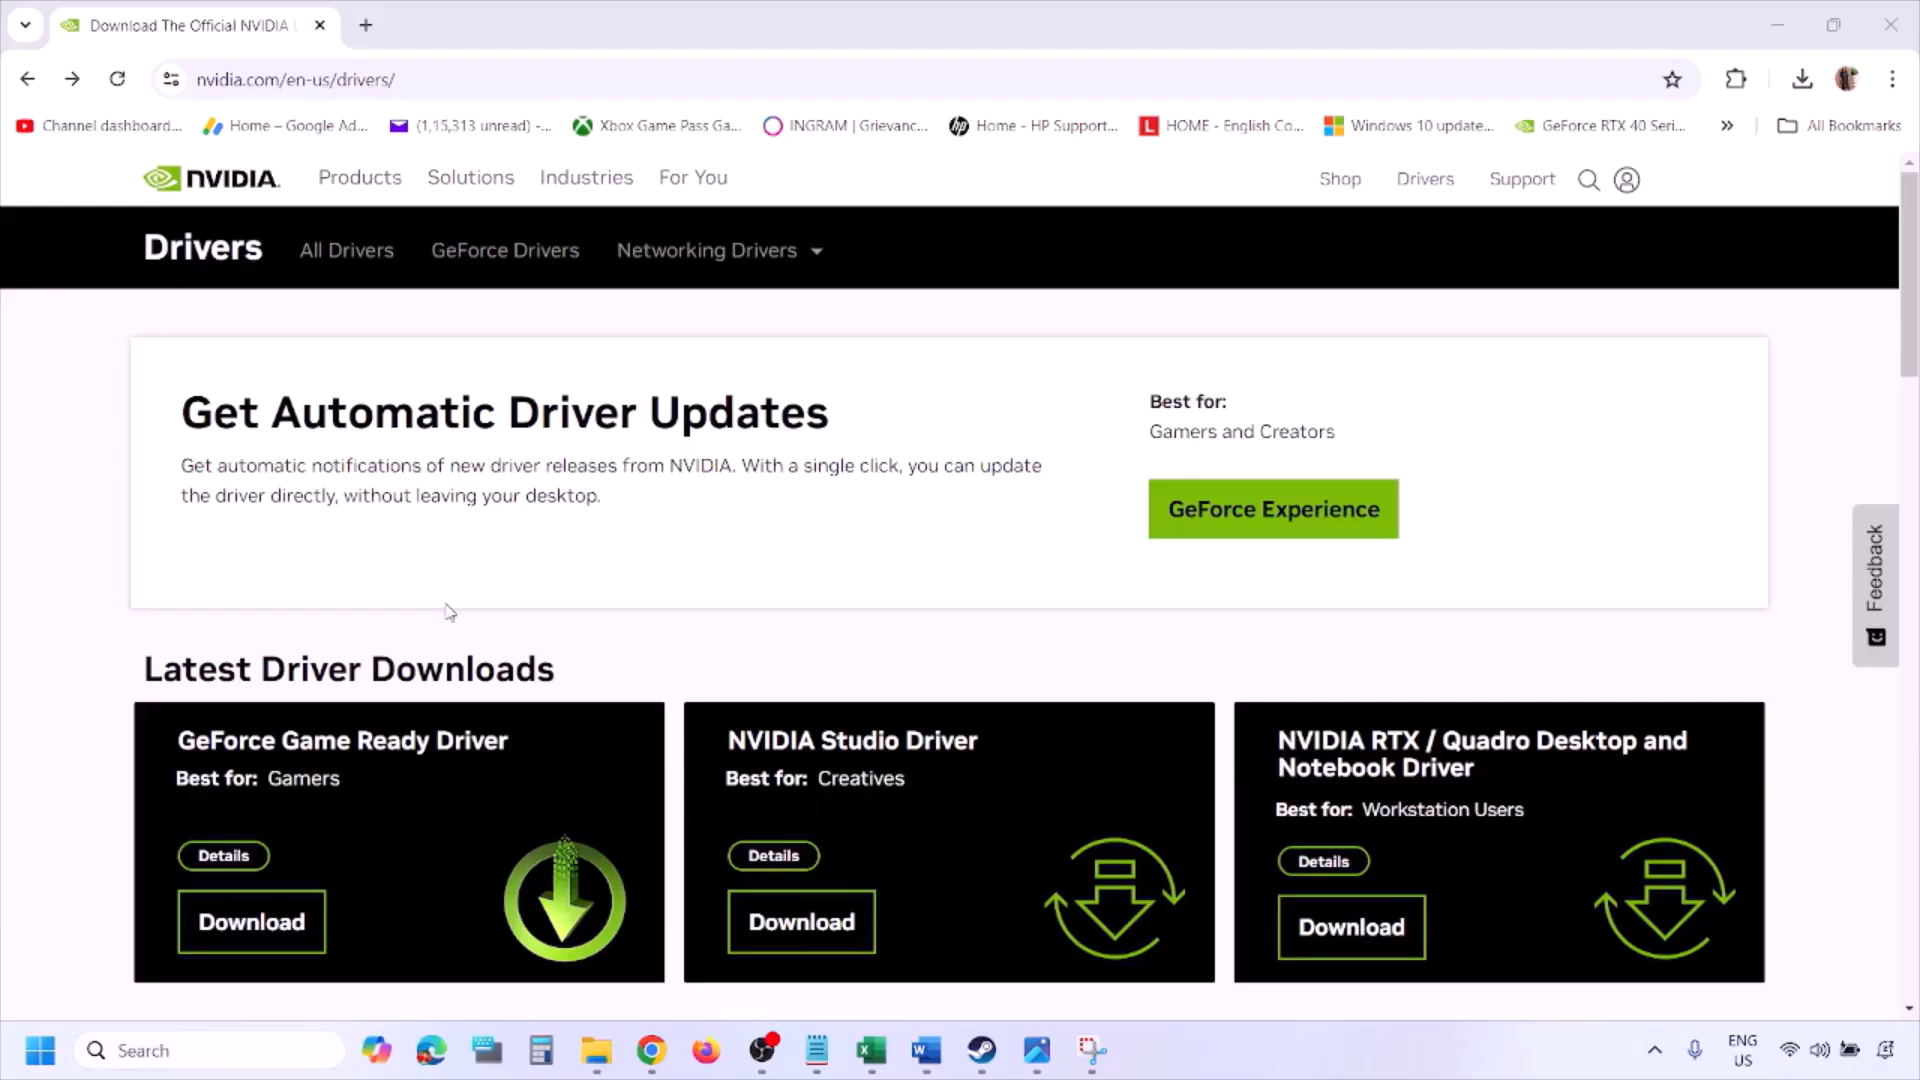 Download The Official NVIDIA
nvidia.com/en-us/drivers/
Channel dashboard...
Home – Google Ad...
(1,15,313 unread) -...
Xbox Game Pass Ga...
INGRAM | Grievanc...
Home - HP Support...
HOME - English Co...
Windows 10 update...
GeForce RTX 40 Seri...
All Bookmarks
NVIDIA.
Products
Solutions
Industries
For You
Shop
Drivers
Support
Drivers
All Drivers
GeForce Drivers
Networking Drivers
Get Automatic Driver Updates
Get automatic notifications of new driver releases from NVIDIA. With a single click, you can update
the driver directly, without leaving your desktop.
Best for:
Gamers and Creators
GeForce Experience
Feedback
Latest Driver Downloads
GeForce Game Ready Driver
Best for: Gamers
Details
Download
NVIDIA Studio Driver
Best for: Creatives
Details
Download
NVIDIA RTX / Quadro Desktop and
Notebook Driver
Best for: Workstation Users
Details
Download
Search
ENG
US